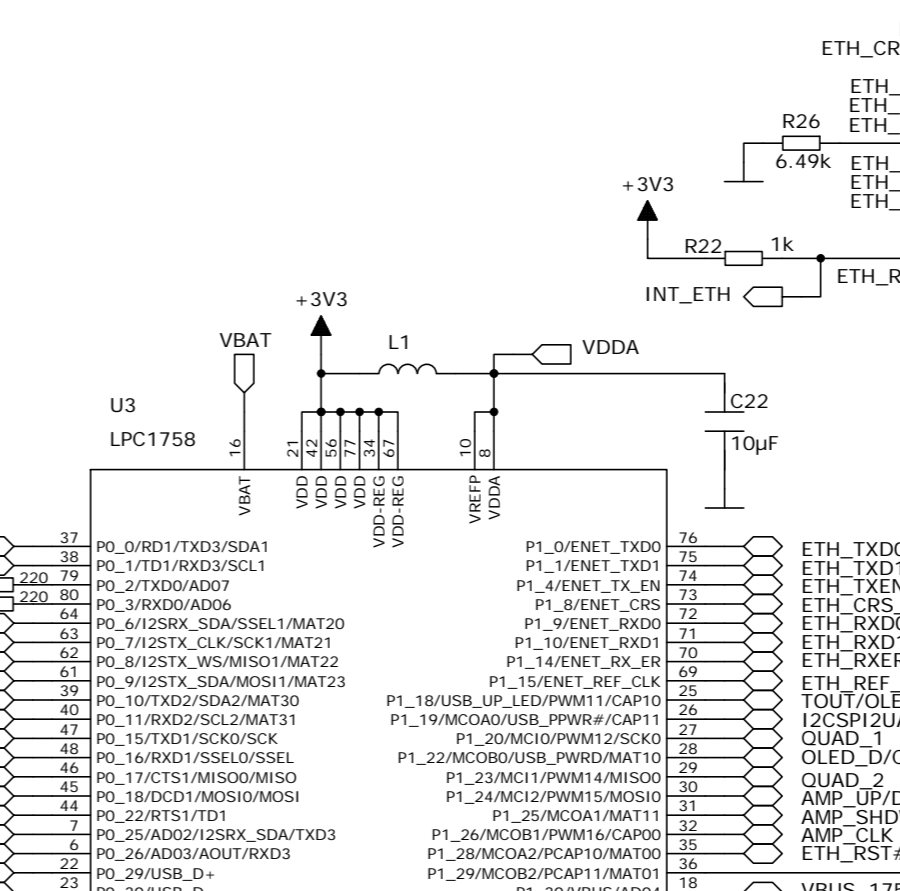 ETH_CR
ETH_
ETH_
ETH_
R26
6.49k
ETH_
ETH_
ETH_
+3V3
R22
1k
ETH_R
INT_ETH
+3V3
VBAT
L1
VDDA
C22
10µF
U3
LPC1758
16
21
42
56
77
34
67
10
8
VBAT
VDD
VDD
VDD
VDD
VDD-REG
VDD-REG
VREFP
VDDA
37 P0_0/RD1/TXD3/SDA1
38 P0_1/TD1/RXD3/SCL1
220 79 P0_2/TXD0/AD07
220 80 P0_3/RXD0/AD06
64 P0_6/I2SRX_SDA/SSEL1/MAT20
63 P0_7/I2STX_CLK/SCK1/MAT21
62 P0_8/I2STX_WS/MISO1/MAT22
61 P0_9/I2STX_SDA/MOSI1/MAT23
39 P0_10/TXD2/SDA2/MAT30
40 P0_11/RXD2/SCL2/MAT31
47 P0_15/TXD1/SCK0/SCK
48 P0_16/RXD1/SSEL0/SSEL
46 P0_17/CTS1/MISO0/MISO
45 P0_18/DCD1/MOSI0/MOSI
44 P0_22/RTS1/TD1
7 P0_25/AD02/I2SRX_SDA/TXD3
6 P0_26/AD03/AOUT/RXD3
22 P0_29/USB_D+
23 P0_30/USB_D-
P1_0/ENET_TXD0 76 ETH_TXD0
P1_1/ENET_TXD1 75 ETH_TXD1
P1_4/ENET_TX_EN 74 ETH_TXEN
P1_8/ENET_CRS 73 ETH_CRS_
P1_9/ENET_RXD0 72 ETH_RXD0
P1_10/ENET_RXD1 71 ETH_RXD1
P1_14/ENET_RX_ER 70 ETH_RXER
P1_15/ENET_REF_CLK 69 ETH_REF_
P1_18/USB_UP_LED/PWM11/CAP10 25 TOUT/OLE
P1_19/MCOA0/USB_PPWR#/CAP11 26 I2CSPI2UA
P1_20/MCI0/PWM12/SCK0 27 QUAD_1
P1_22/MCOB0/USB_PWRD/MAT10 28 OLED_D/C
P1_23/MCI1/PWM14/MISO0 29 QUAD_2
P1_24/MCI2/PWM15/MOSI0 30 AMP_UP/D
P1_25/MCOA1/MAT11 31 AMP_SHD
P1_26/MCOB1/PWM16/CAP00 32 AMP_CLK
P1_28/MCOA2/PCAP10/MAT00 35 ETH_RST#
P1_29/MCOB2/PCAP11/MAT01 36
P1_30/VBUS/AD04 18 VBUS_17